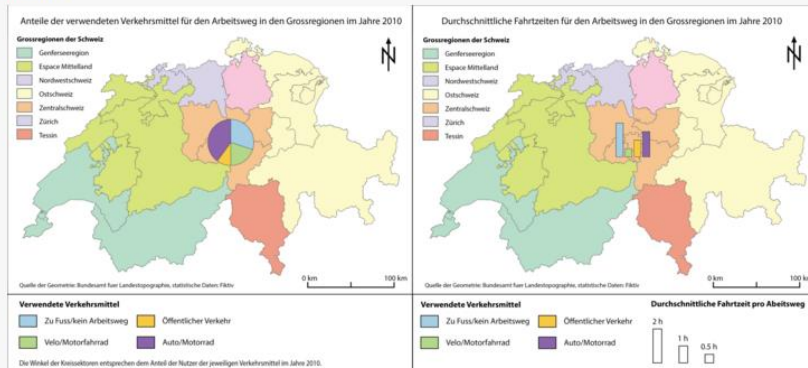 Anteile der verwendeten Verkehrsmittel für den Arbeitsweg in den Grossregionen im Jahre 2010
Grossregionen der Schweiz
Genferseeregion
Espace Mittelland
Nordwestschweiz
Ostschweiz
Zentralschweiz
Zürich
Tessin
N
0 km
100 km
Quelle der Geometrie: Bundesamt fuer Landestopographie, statistische Daten: Fiktiv
Verwendete Verkehrsmittel
Zu Fuss/kein Arbeitsweg
Öffentlicher Verkehr
Velo/Motorfahrrad
Auto/Motorrad
Die Winkel der Kreissektoren entsprechen dem Anteil der Nutzer der jeweiligen Verkehrsmittel im Jahre 2010.
Durchschnittliche Fahrtzeiten für den Arbeitsweg in den Grossregionen im Jahre 2010
Grossregionen der Schweiz
Genferseeregion
Espace Mittelland
Nordwestschweiz
Ostschweiz
Zentralschweiz
Zürich
Tessin
N
0 km
100 km
Quelle der Geometrie: Bundesamt fuer Landestopographie, statistische Daten: Fiktiv
Verwendete Verkehrsmittel
Zu Fuss/kein Arbeitsweg
Öffentlicher Verkehr
Velo/Motorfahrrad
Auto/Motorrad
Durchschnittliche Fahrtzeit pro Abeitsweg
2 h
1 h
0.5 h